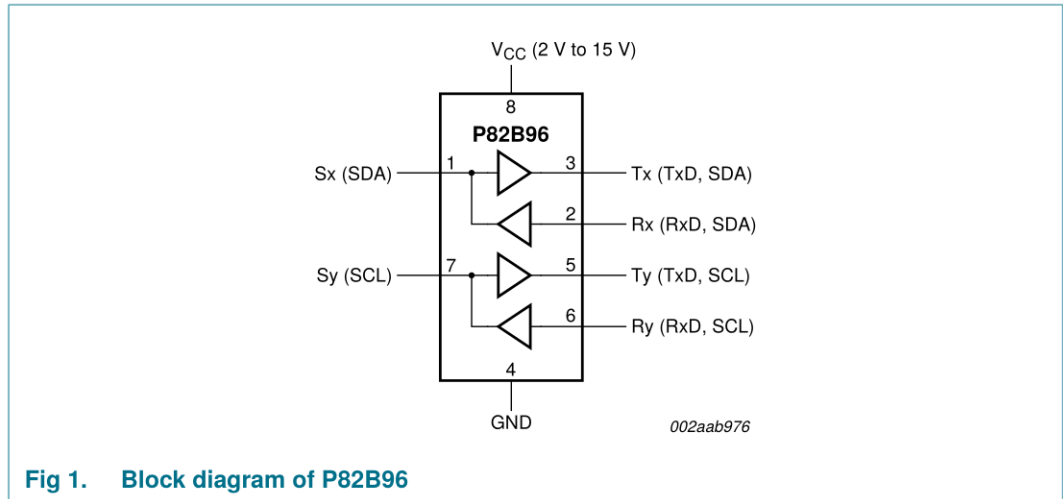 VCC (2 V to 15 V)
8
P82B96
Sx (SDA) 1 3 Tx (TxD, SDA)
2 Rx (RxD, SDA)
Sy (SCL) 7 5 Ty (TxD, SCL)
6 Ry (RxD, SCL)
4
GND 002aab976
Fig 1. Block diagram of P82B96